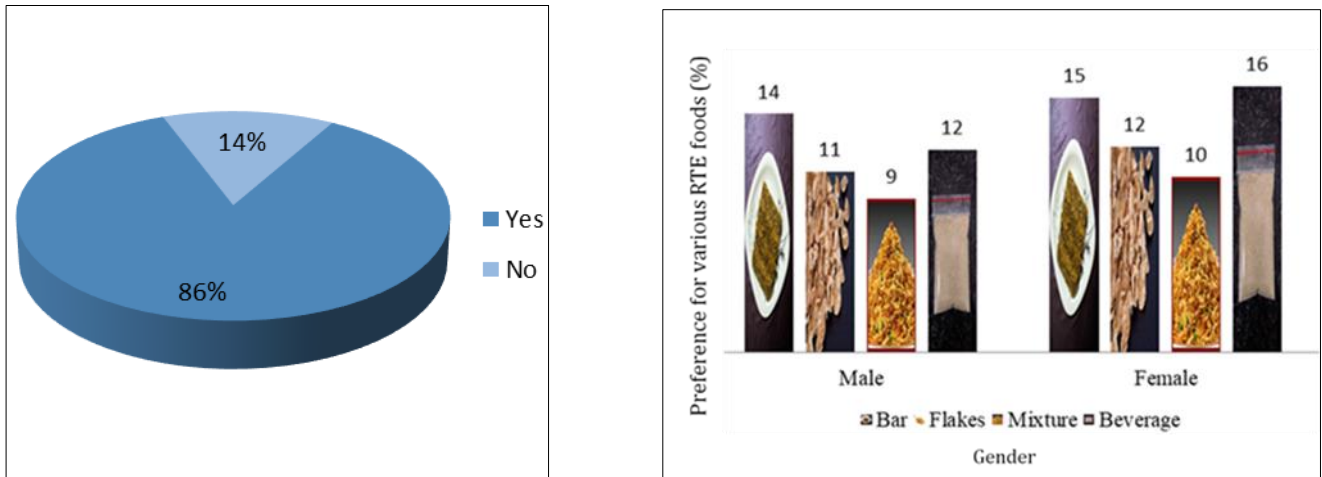 14%
86%
Yes
No
Preference for various RTE foods (%)
14
11
9
12
15
12
10
16
Male Female
Bar Flakes Mixture Beverage
Gender